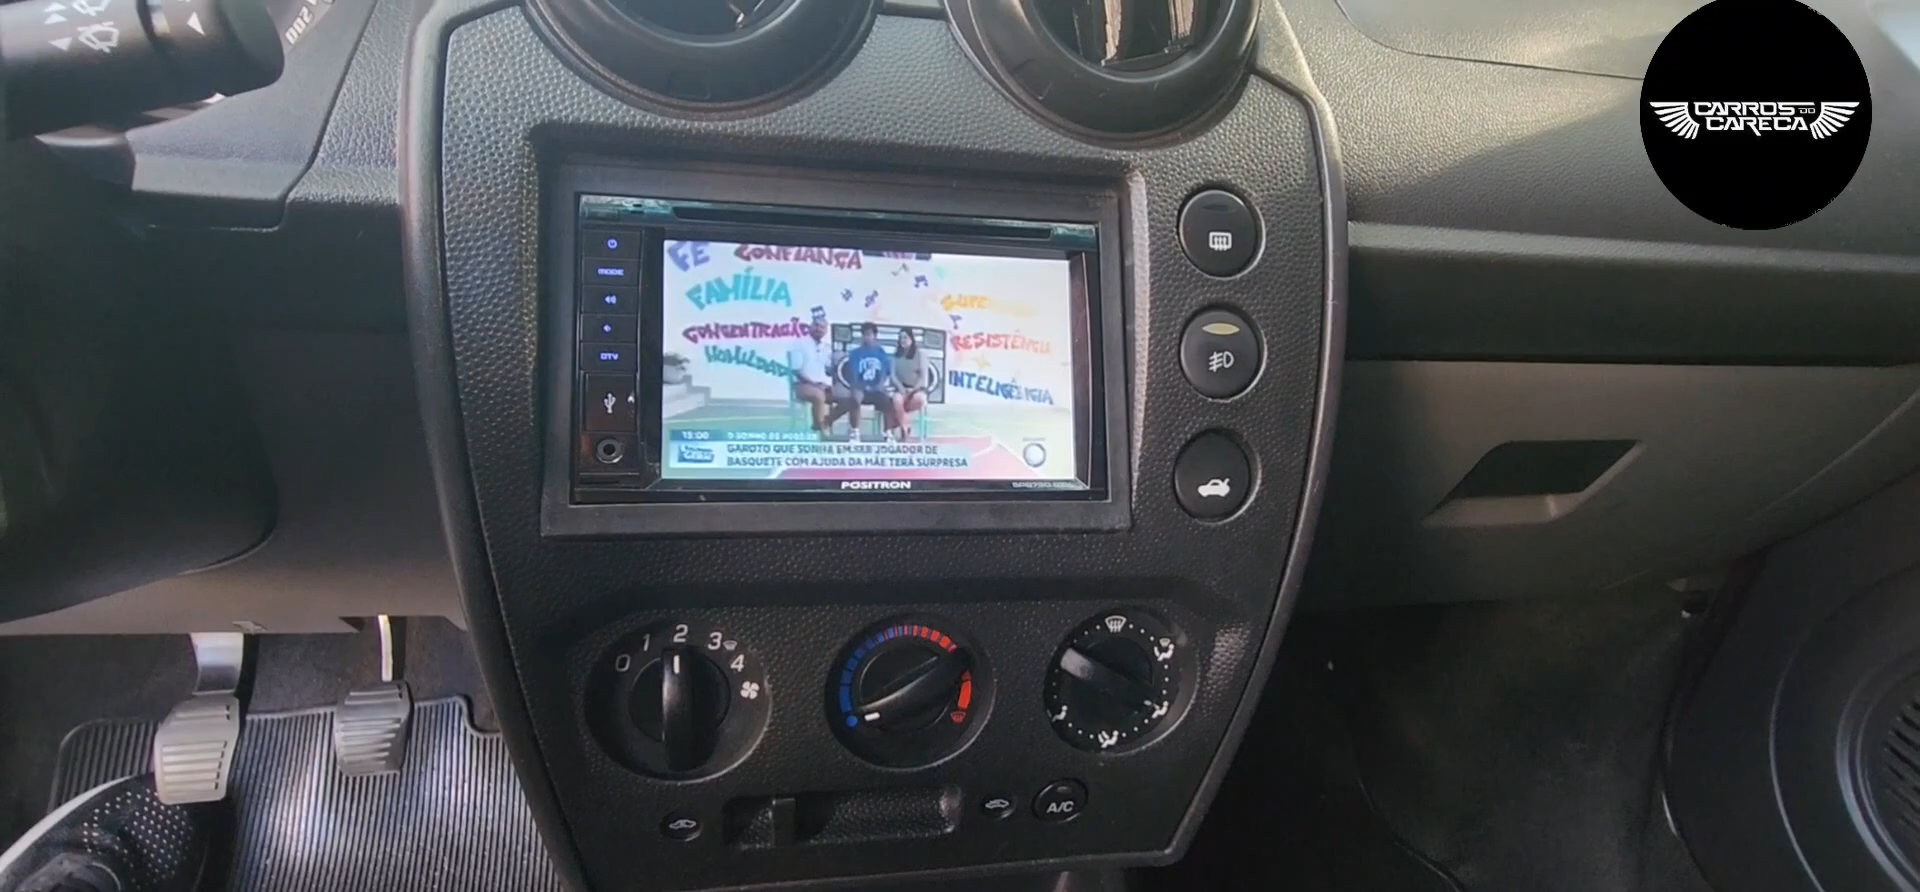 CARROS DO
CARECA
MODE
DTV
FÉ
CONFIANÇA
FAMÍLIA
CONCENTRAÇÃO
HUMILDADE
RESISTÊNCIA
INTELIGÊNCIA
15:00
GAROTO QUE SONHA EM SER JOGADOR DE
BASQUETE COM AJUDA DA MÃE TERÁ SURPRESA
POSITRON
0 1 2 3 4
A/C